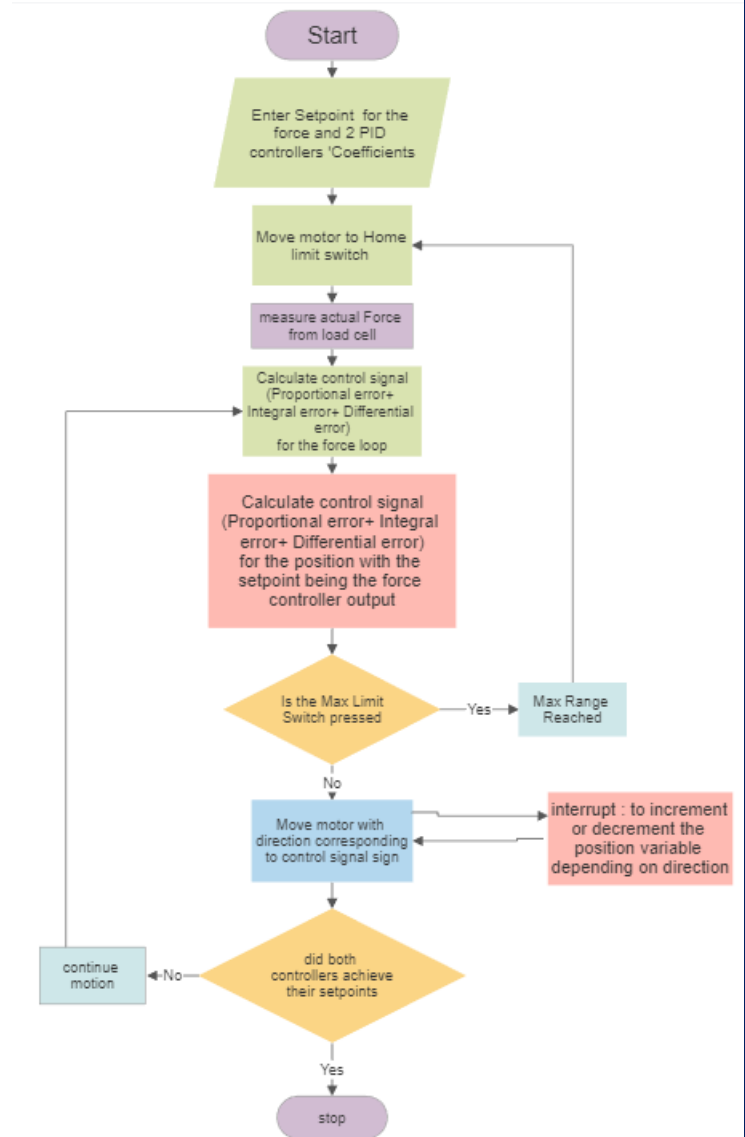 Start
Enter Setpoint for the
force and 2 PID
controllers 'Coefficients
Move motor to Home
limit switch
measure actual Force
from load cell
Calculate control signal
(Proportional error+
Integral error+ Differential
error)
for the force loop
Calculate control signal
(Proportional error+ Integral
error+ Differential error)
for the position with the
setpoint being the force
controller output
Is the Max Limit
Switch pressed
Yes
Max Range
Reached
No
Move motor with
direction corresponding
to control signal sign
interrupt : to increment
or decrement the
position variable
depending on direction
did both
controllers achieve
their setpoints
No
continue
motion
Yes
stop